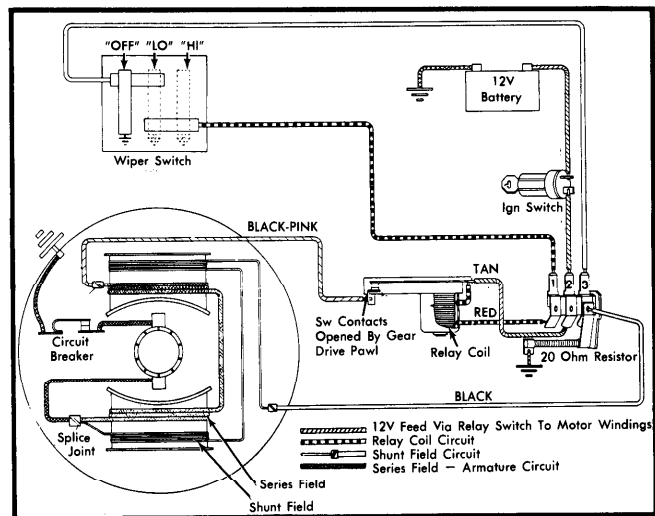 "OFF" "LO" "HI"
Wiper Switch
12V
Battery
Ign Switch
BLACK-PINK
TAN
1 2 3
RED
Sw Contacts
Opened By Gear
Drive Pawl
Relay Coil
20 Ohm Resistor
Circuit
Breaker
BLACK
Splice
Joint
Series Field
Shunt Field
12V Feed Via Relay Switch To Motor Windings
Relay Coil Circuit
Shunt Field Circuit
Series Field — Armature Circuit